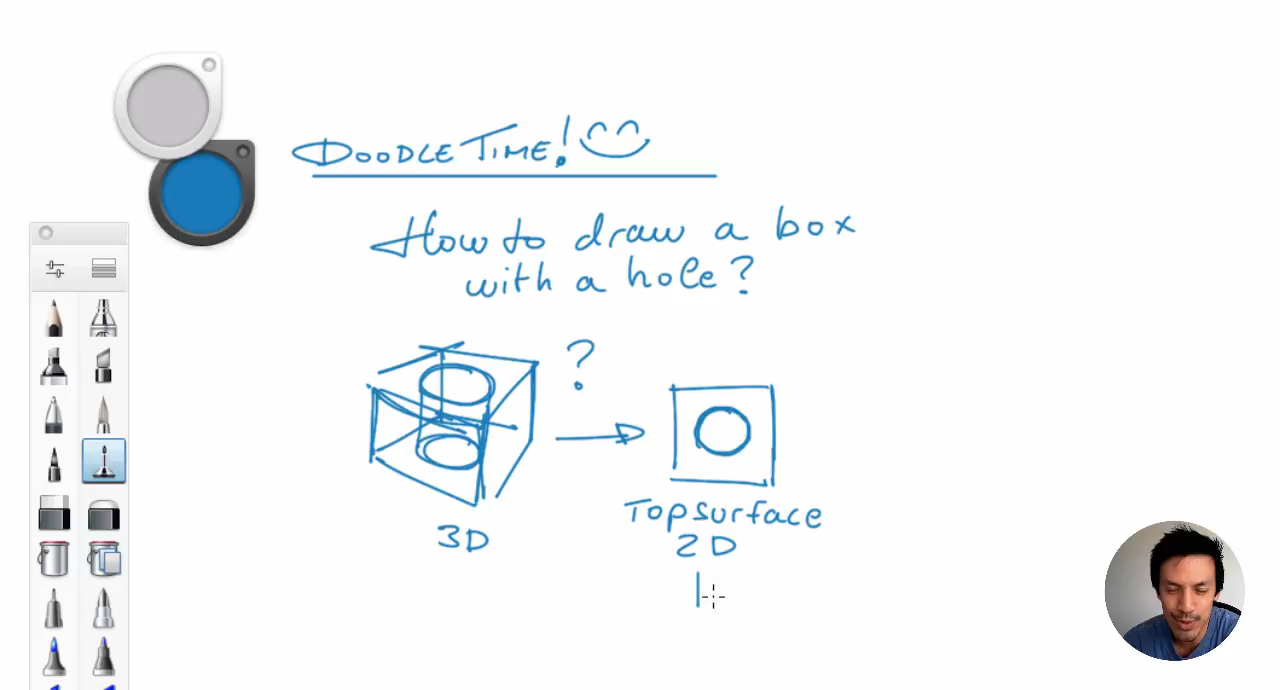 DOODLE TIME!
How to draw a box
with a hole?
?
3D
Topsurface
2D